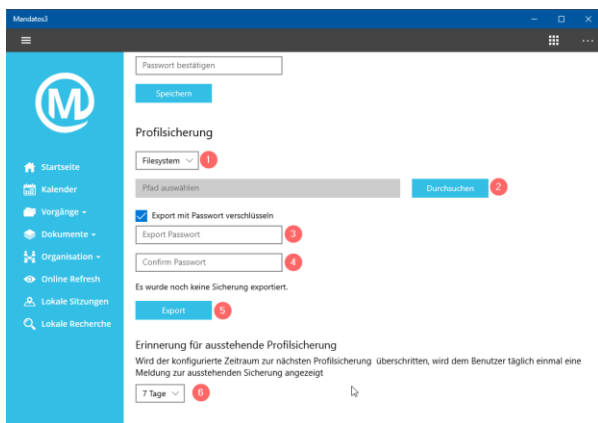 Mandatos3
Passwort bestätigen
Speichern
M
Profilsicherung
Startseite
Filesystem 1
Kalender
Pfad auswählen
Durchsuchen 2
Vorgänge
Export mit Passwort verschlüsseln
Dokumente
Export Passwort 3
Organisation
Confirm Passwort 4
Online Refresh
Es wurde noch keine Sicherung exportiert.
Lokale Sitzungen
Export 5
Lokale Recherche
Erinnerung für ausstehende Profilsicherung
Wird der konfigurierte Zeitraum zur nächsten Profilsicherung überschritten, wird dem Benutzer täglich einmal eine
Meldung zur ausstehenden Sicherung angezeigt
7 Tage 6